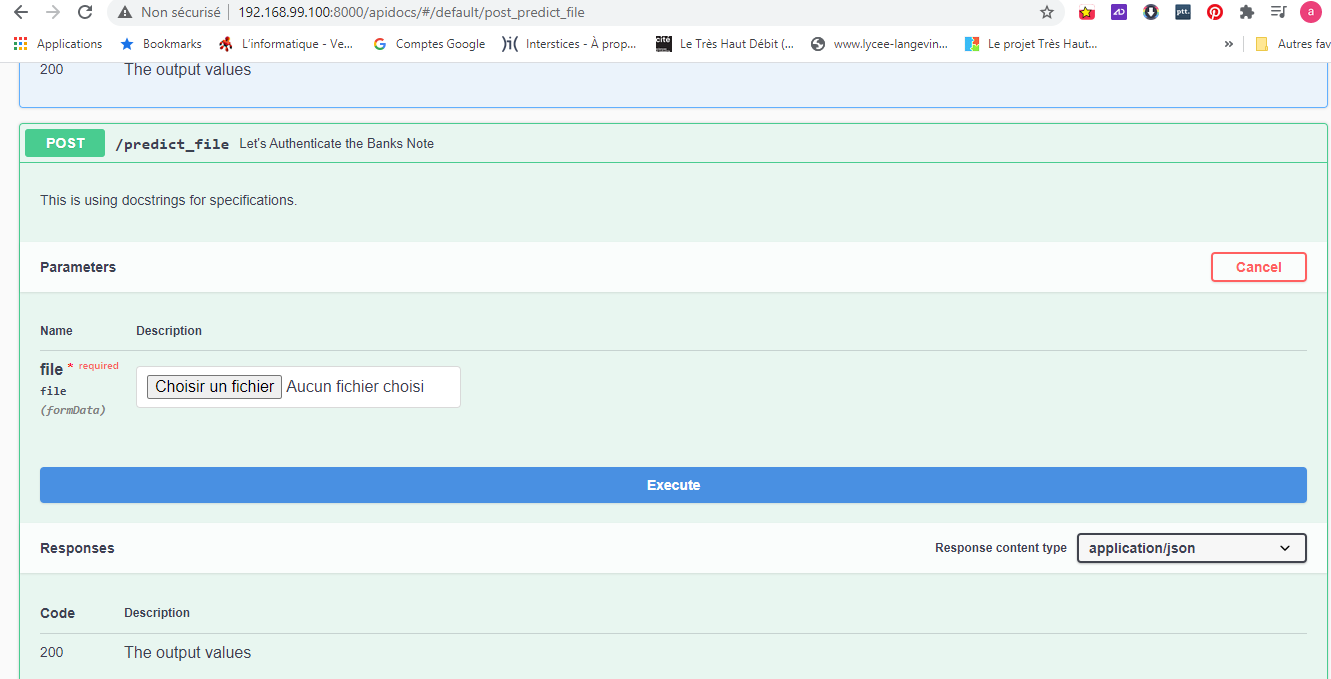 Non sécurisé 192.168.99.100:8000/apidocs/#/default/post_predict_file
ptt.
a
Applications Bookmarks L'informatique - Ve... Comptes Google Interstices - À prop... Le Très Haut Débit (... www.lycee-langevin... Le projet Très Haut... » Autres fav
200 The output values
POST /predict_file Let's Authenticate the Banks Note
This is using docstrings for specifications.
Parameters Cancel
Name Description
file * required
file
(formData)
Choisir un fichier Aucun fichier choisi
Execute
Responses Response content type application/json
Code Description
200 The output values